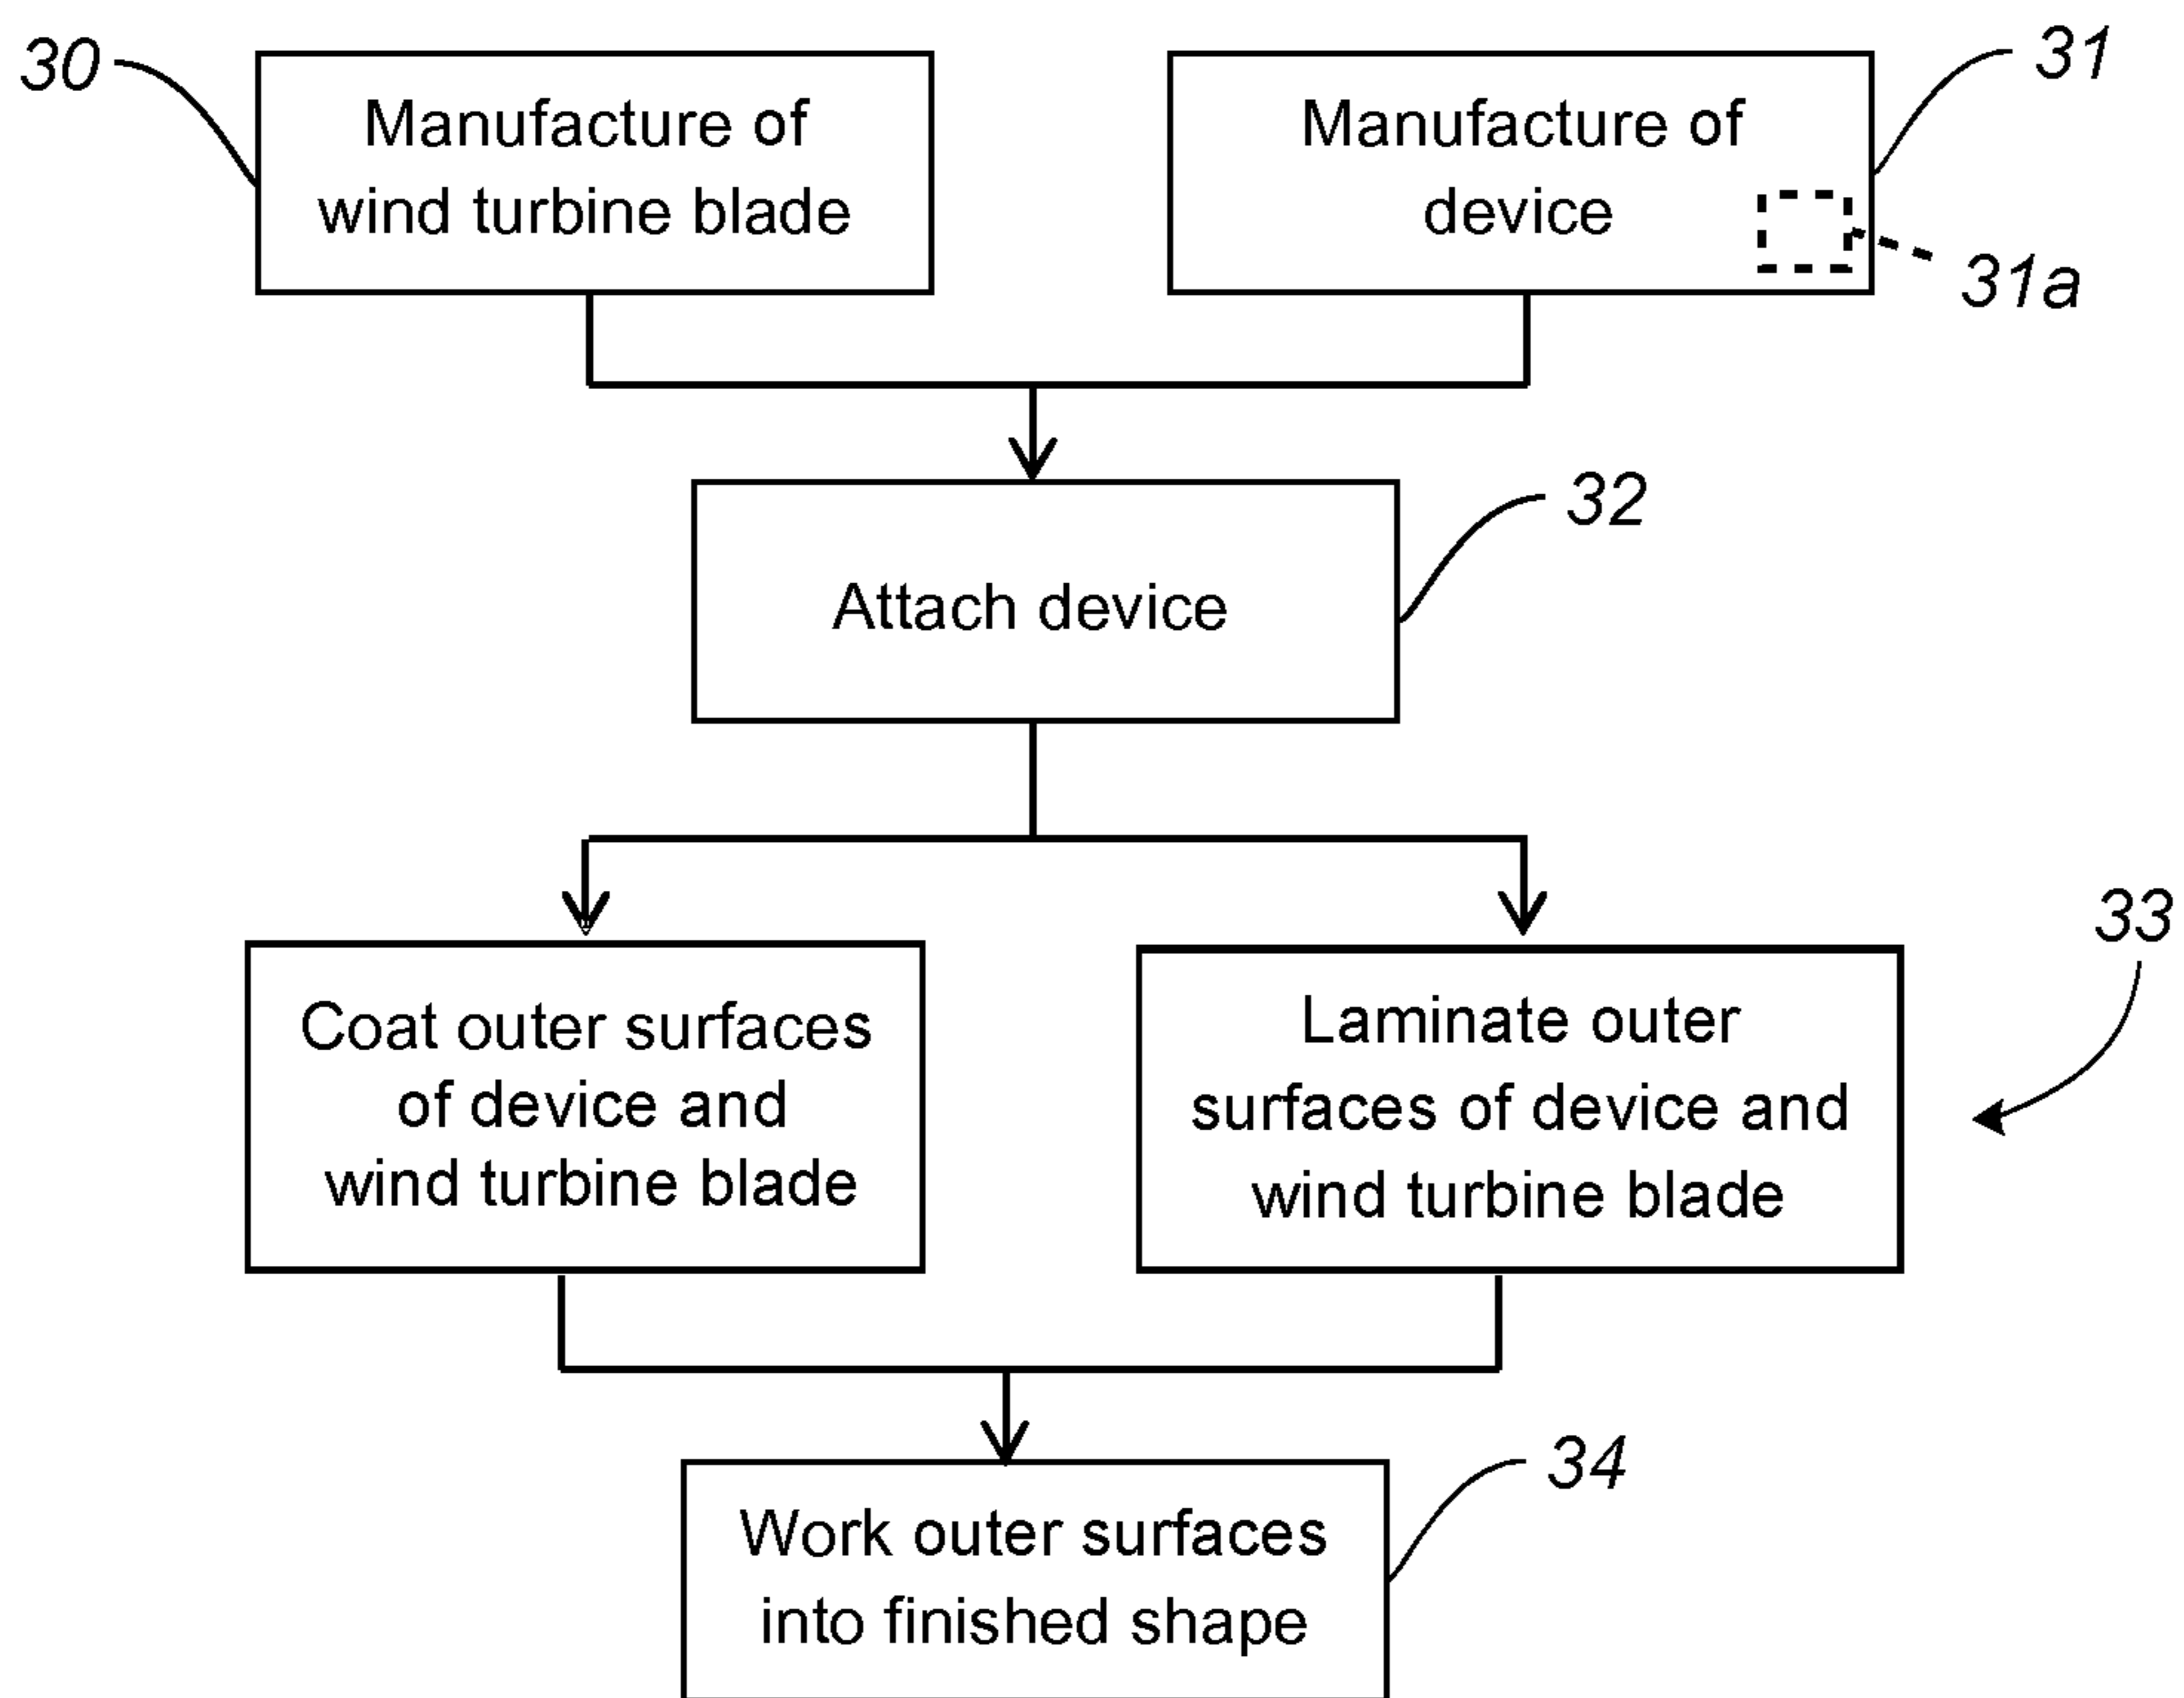 30
Manufacture of
wind turbine blade
Manufacture of
device
31
31a
Attach device
32
Coat outer surfaces
of device and
wind turbine blade
Laminate outer
surfaces of device and
wind turbine blade
33
Work outer surfaces
into finished shape
34